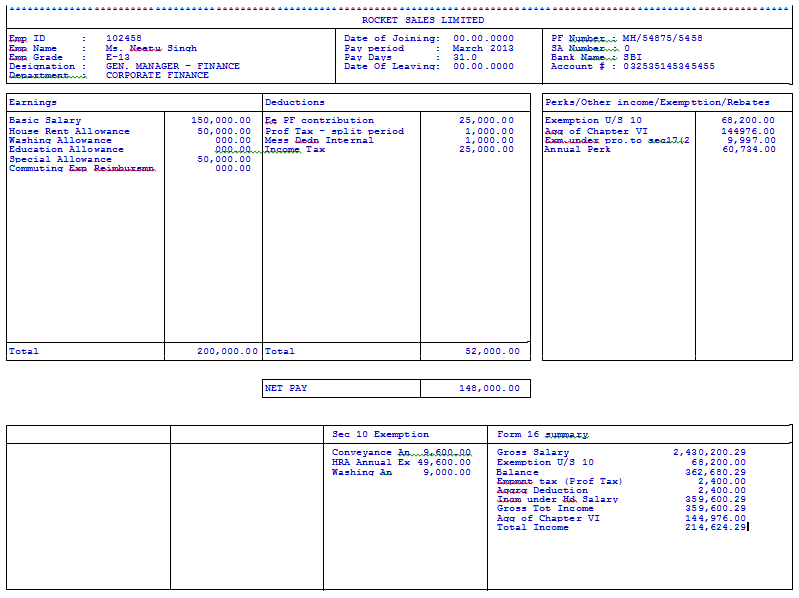 ROCKET SALES LIMITED
Emp ID : 102458 Date of Joining: 00.00.0000 PF Number : MH/54875/5458
Emp Name : Ms. Neetu Singh Pay period : March 2013 SA Number : 0
Emp Grade : E-13 Pay Days : 31.0 Bank Name : SBI
Designation : GEN. MANAGER - FINANCE Date Of Leaving: 00.00.0000 Account # : 032535145345455
Department : CORPORATE FINANCE
Earnings Deductions Perks/Other income/Exempttion/Rebates
Basic Salary 150,000.00 Ee PF contribution 25,000.00 Exemption U/S 10 68,200.00
House Rent Allowance 50,000.00 Prof Tax - split period 1,000.00 Agg of Chapter VI 144976.00
Washing Allowance 000.00 Mess Dedn Internal 1,000.00 Exm.under pro.to sec17(2 9,997.00
Education Allowance 000.00 Income Tax 25,000.00 Annual Perk 60,734.00
Special Allowance 50,000.00
Commuting Exp Reimbursmn 000.00
Total 200,000.00 Total 52,000.00
NET PAY 148,000.00
Sec 10 Exemption Form 16 summary
Conveyance An 9,600.00 Gross Salary 2,430,200.29
HRA Annual Ex 49,600.00 Exemption U/S 10 68,200.00
Washing An 9,000.00 Balance 362,680.29
Empmnt tax (Prof Tax) 2,400.00
Aggrg Deduction 2,400.00
Incm under Hd Salary 359,600.29
Gross Tot Income 359,600.29
Agg of Chapter VI 144,976.00
Total Income 214,624.29